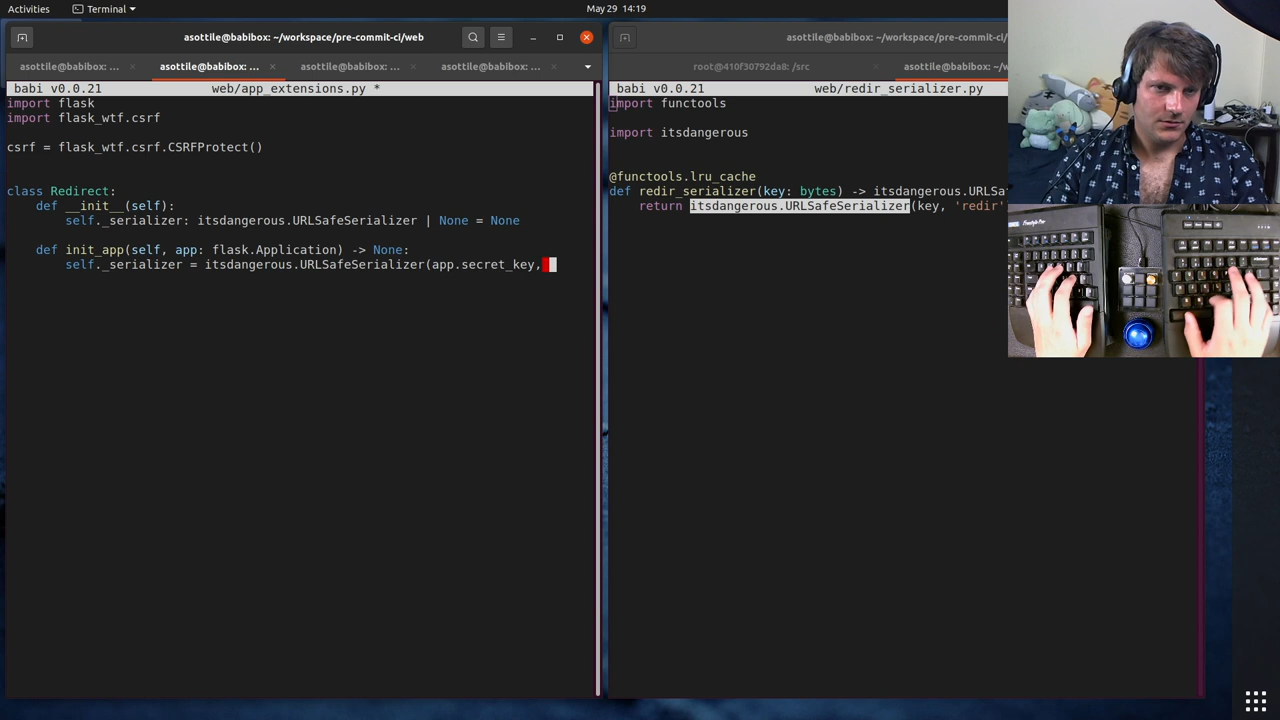 Activities
Terminal
May 29 14:19
asottile@babibox: ~/workspace/pre-commit-ci/web
asottile@babibox: ~/workspace/pre-commit-ci/
asottile@babibox: ...
asottile@babibox: ...
asottile@babibox: ...
asottile@babibox: ...
root@410f30792da8: /src
asottile@babibox: ~/w
babi v0.0.21 web/app_extensions.py *
import flask
import flask_wtf.csrf
csrf = flask_wtf.csrf.CSRFProtect()
class Redirect:
def __init__(self):
self._serializer: itsdangerous.URLSafeSerializer | None = None
def init_app(self, app: flask.Application) -> None:
self._serializer = itsdangerous.URLSafeSerializer(app.secret_key,
babi v0.0.21 web/redir_serializer.py
import functools
import itsdangerous
@functools.lru_cache
def redir_serializer(key: bytes) -> itsdangerous.URLSa
return itsdangerous.URLSafeSerializer(key, 'redir'